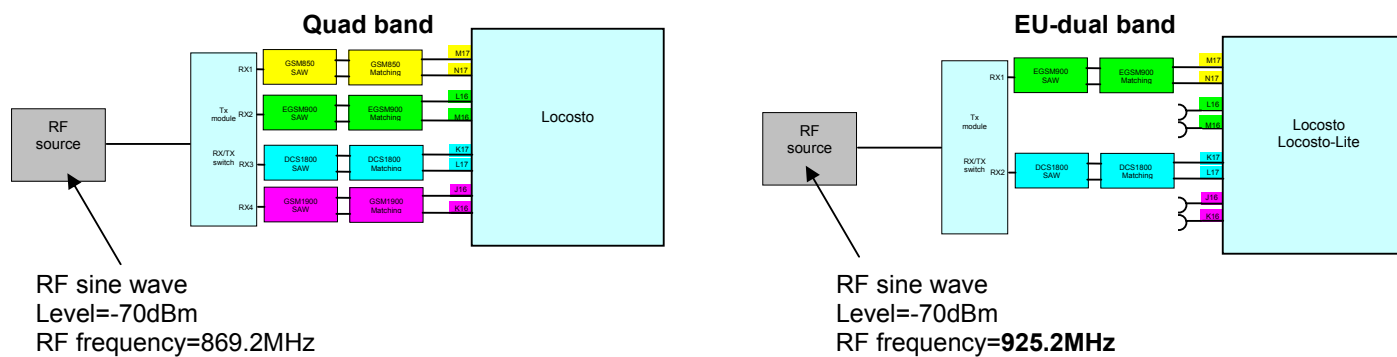 Quad band
RF
source
Tx
module
RX/TX
switch
RX1
RX2
RX3
RX4
GSM850
SAW
GSM850
Matching
EGSM900
SAW
EGSM900
Matching
DCS1800
SAW
DCS1800
Matching
GSM1900
SAW
GSM1900
Matching
M17
N17
L16
M16
K17
L17
J16
K16
Locosto
RF sine wave
Level=-70dBm
RF frequency=869.2MHz
EU-dual band
RF
source
Tx
module
RX/TX
switch
RX1
RX2
EGSM900
SAW
EGSM900
Matching
DCS1800
SAW
DCS1800
Matching
M17
N17
L16
M16
K17
L17
J16
K16
Locosto
Locosto-Lite
RF sine wave
Level=-70dBm
RF frequency=925.2MHz